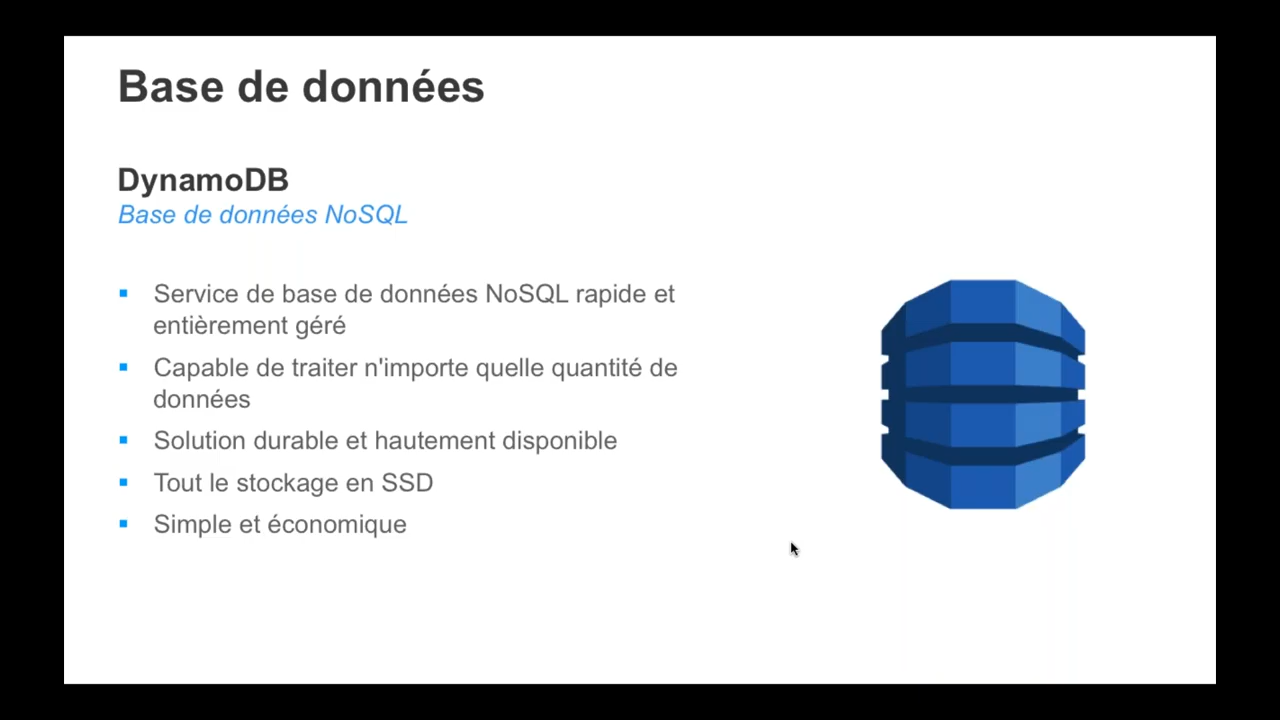 Base de données
DynamoDB
Base de données NoSQL
Service de base de données NoSQL rapide et
entièrement géré
Capable de traiter n'importe quelle quantité de
données
Solution durable et hautement disponible
Tout le stockage en SSD
Simple et économique